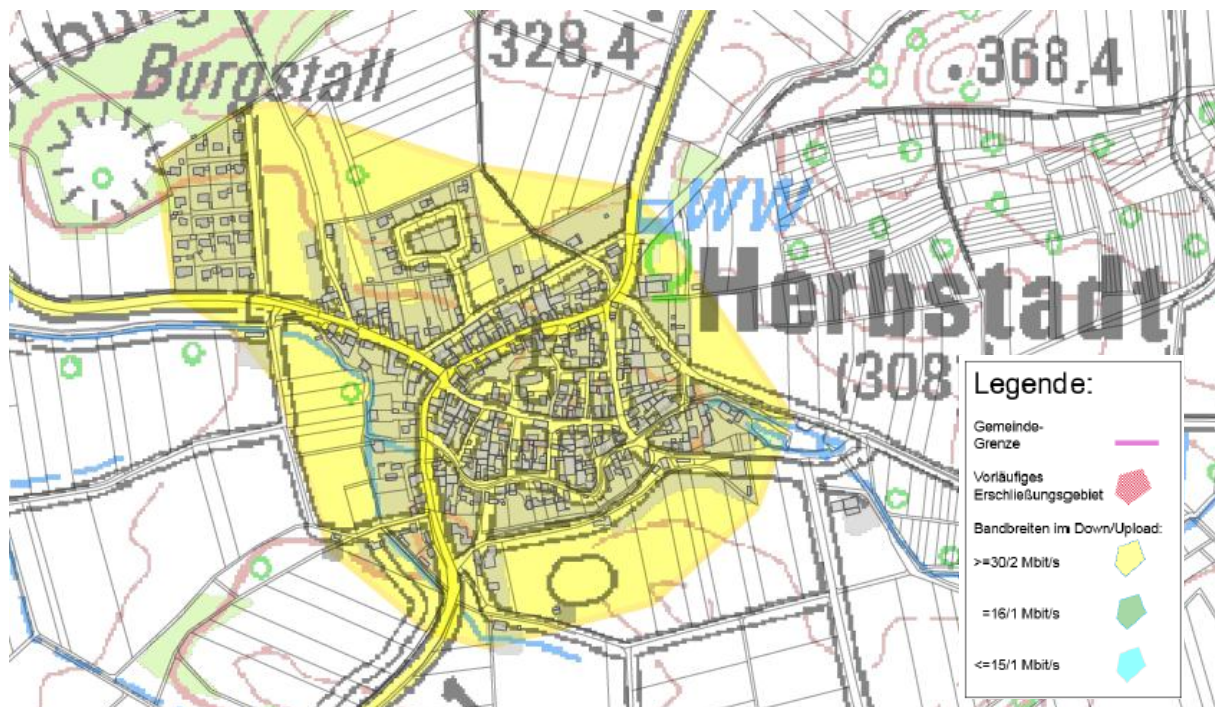 Burgstall
328,4
368,4
WW
Herbstadt
(308
Legende:
Gemeinde-
Grenze
Vorläufiges
Erschließungsgebiet
Bandbreiten im Down/Upload:
>=30/2 Mbit/s
=16/1 Mbit/s
<=15/1 Mbit/s